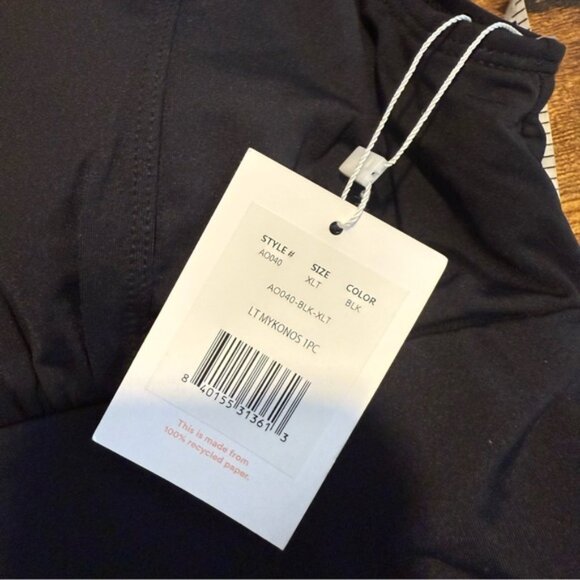 STYLE # SIZE COLOR
AO040 XLT BLK
AO040-BLK-XLT
LT MYKONOS 1PC
8 40155 31361 3
This is made from
100% recycled paper.